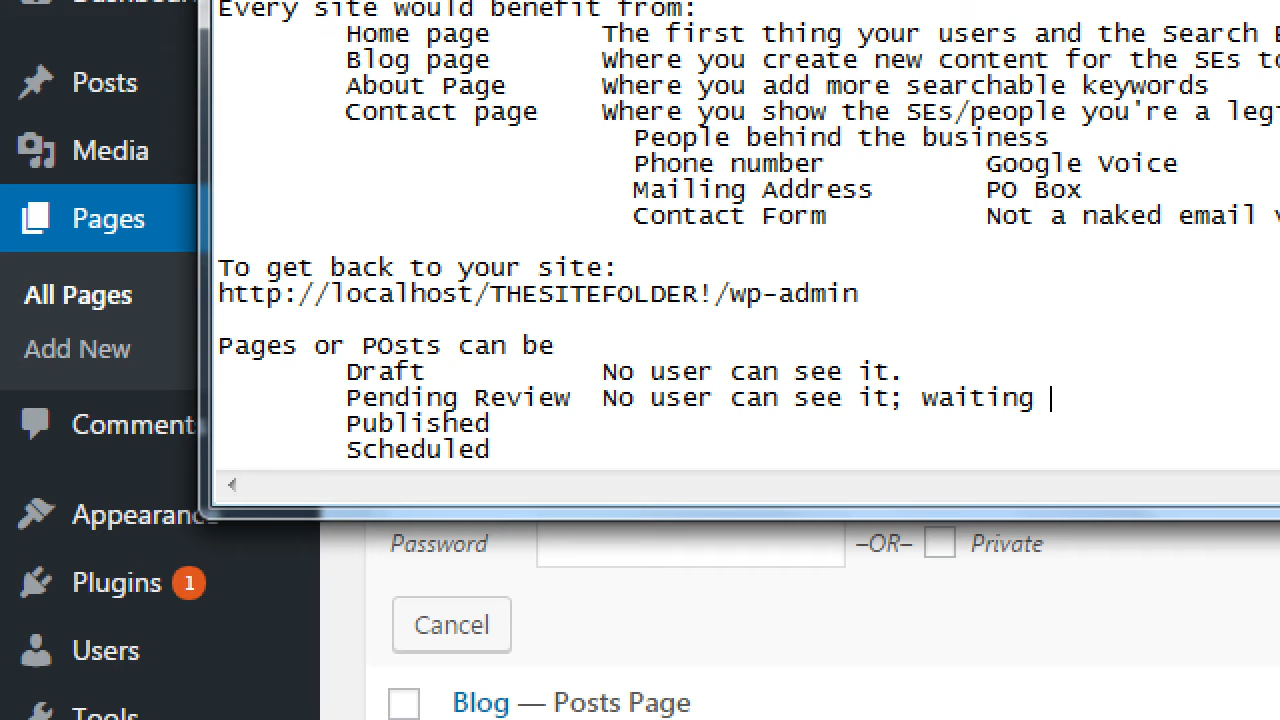 Every site would benefit from:
Home page The first thing your users and the Search
Blog page Where you create new content for the SEs to
About Page Where you add more searchable keywords
Contact page Where you show the SEs/people you're a
People behind the business
Phone number Google Voice
Mailing Address PO Box
Contact Form Not a naked email
To get back to your site:
http://localhost/THESITEFOLDER!/wp-admin
Pages or POsts can be
Draft No user can see it.
Pending Review No user can see it; waiting
Published
Scheduled
Posts
Media
Pages
All Pages
Add New
Comment
Appearanc
Plugins 1
Users
Tools
Password –OR– Private
Cancel
Blog — Posts Page